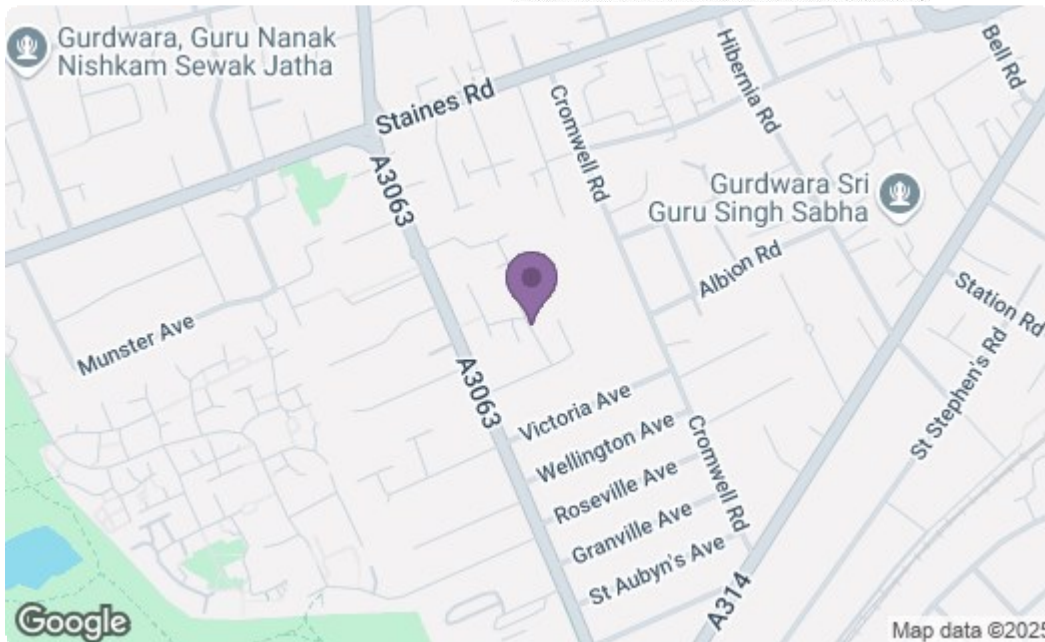 Gurdwara, Guru Nanak
Nishkam Sewak Jatha
Staines Rd
Hibernia Rd
Bell Rd
Cromwell Rd
A3063
Gurdwara Sri
Guru Singh Sabha
Albion Rd
Station Rd
Munster Ave
St Stephen's Rd
A3063
Victoria Ave
Wellington Ave
Cromwell Rd
Roseville Ave
Granville Ave
St Aubyn's Ave
A314
Google
Map data ©2025